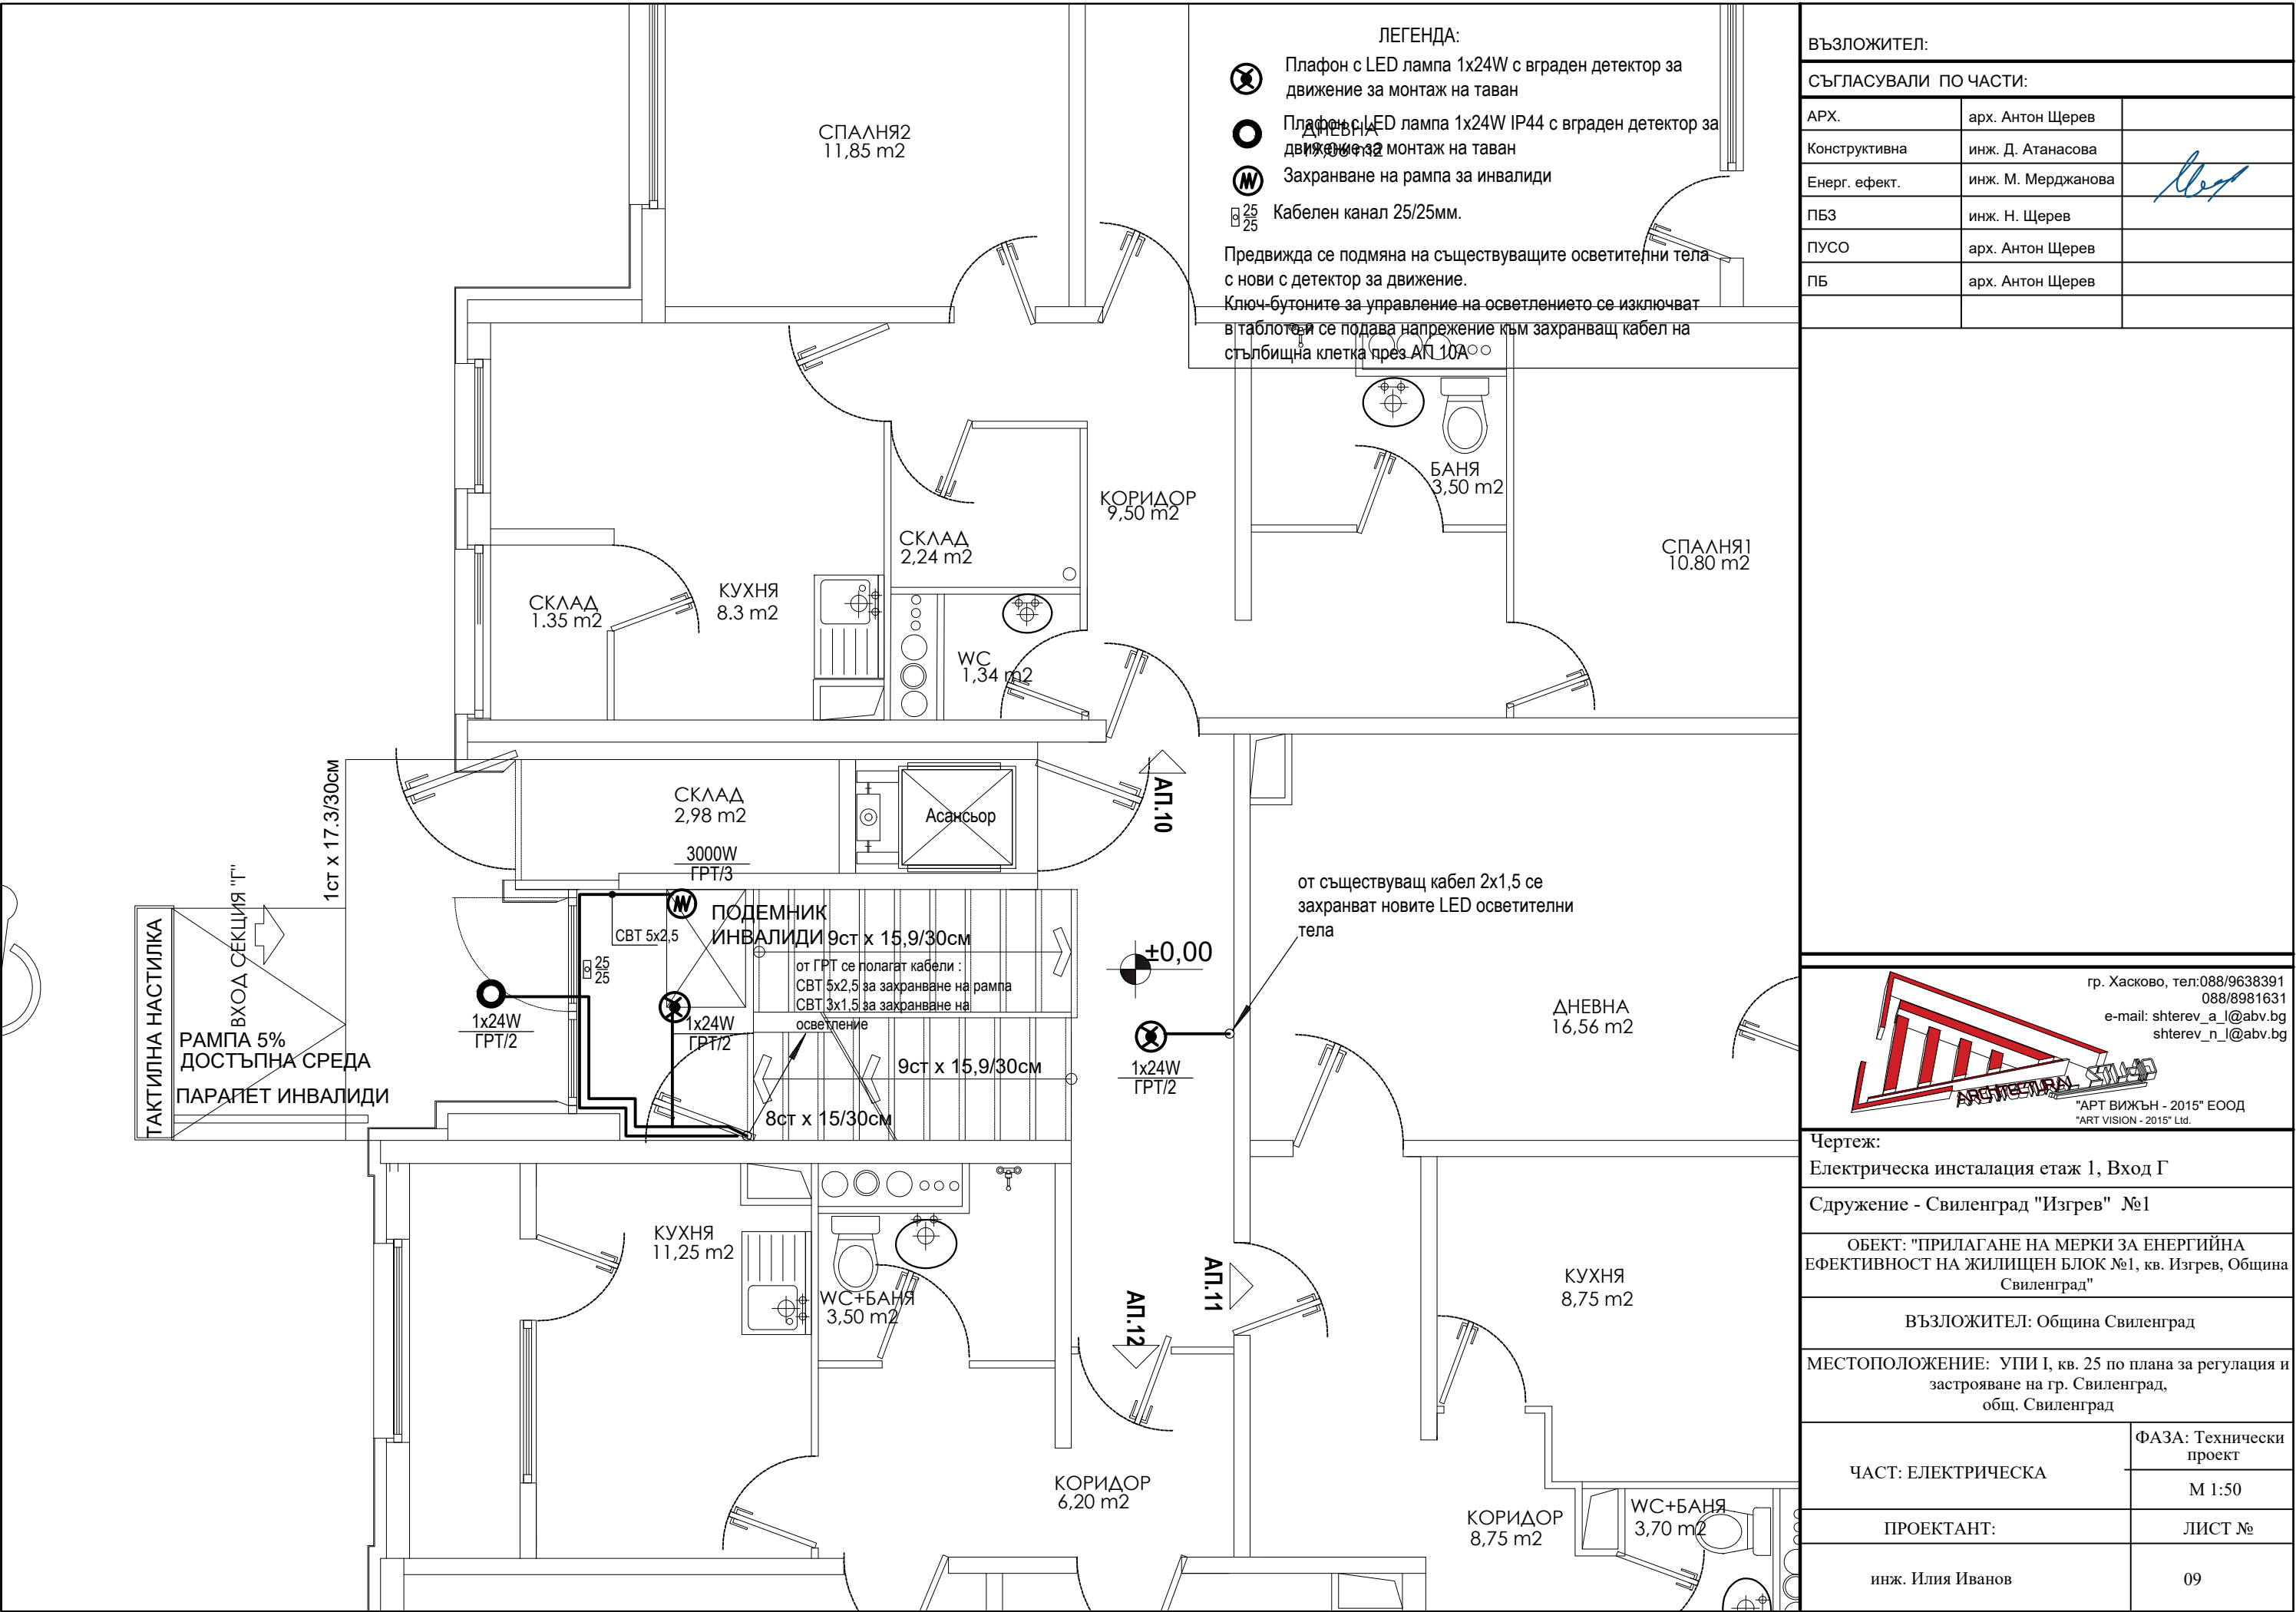 ЛЕГЕНДА:
Плафон с LED лампа 1x24W с вграден детектор за
движение за монтаж на таван
Плафон с LED лампа 1x24W IP44 с вграден детектор за
движение за монтаж на таван
Захранване на рампа за инвалиди
25
25
Кабелен канал 25/25мм.
Предвижда се подмяна на съществуващите осветителни тела
с нови с детектор за движение.
Ключ-бутоните за управление на осветлението се изключват
в таблото и се подава напрежение към захранващ кабел на
стълбищна клетка през АП 10А
СПАЛНЯ2
11,85 m2
ДНЕВНА
19,06 m2
БАНЯ
3,50 m2
КОРИДОР
9,50 m2
СКЛАД
2,24 m2
СПАЛНЯ1
10.80 m2
КУХНЯ
8.3 m2
СКЛАД
1.35 m2
WC
1,34 m2
1ст x 17.3/30см
СКЛАД
2,98 m2
Асансьор
АП.10
3000W
ГРТ/3
ВХОД СЕКЦИЯ "Г"
ТАКТИЛНА НАСТИЛКА
СВТ 5x2,5
ПОДЕМНИК
ИНВАЛИДИ
9ст x 15,9/30см
25
25
от ГРТ се полагат кабели :
СВТ 5x2,5 за захранване на рампа
СВТ 3x1,5 за захранване на
осветление
от съществуващ кабел 2x1,5 се
захранват новите LED осветителни
тела
±0,00
1x24W
ГРТ/2
1x24W
ГРТ/2
1x24W
ГРТ/2
РАМПА 5%
ДОСТЪПНА СРЕДА
ПАРАПЕТ ИНВАЛИДИ
9ст x 15,9/30см
8ст x 15/30см
ДНЕВНА
16,56 m2
КУХНЯ
11,25 m2
WC+БАНЯ
3,50 m2
АП.11
АП.12
КУХНЯ
8,75 m2
КОРИДОР
6,20 m2
КОРИДОР
8,75 m2
WC+БАНЯ
3,70 m2
ВЪЗЛОЖИТЕЛ:
СЪГЛАСУВАЛИ ПО ЧАСТИ:
АРХ. арх. Антон Щерев
Конструктивна инж. Д. Атанасова
Енерг. ефект. инж. М. Мерджанова
ПБЗ инж. Н. Щерев
ПУСО арх. Антон Щерев
ПБ арх. Антон Щерев
гр. Хасково, тел:088/9638391
088/8981631
e-mail: shterev_a_l@abv.bg
shterev_n_l@abv.bg
ARCHITECTURAL STUDIO
"АРТ ВИЖЪН - 2015" ЕООД
"ART VISION - 2015" Ltd.
Чертеж:
Електрическа инсталация етаж 1, Вход Г
Сдружение - Свиленград "Изгрев" №1
ОБЕКТ: "ПРИЛАГАНЕ НА МЕРКИ ЗА ЕНЕРГИЙНА
ЕФЕКТИВНОСТ НА ЖИЛИЩЕН БЛОК №1, кв. Изгрев, Община
Свиленград"
ВЪЗЛОЖИТЕЛ: Община Свиленград
МЕСТОПОЛОЖЕНИЕ: УПИ I, кв. 25 по плана за регулация и
застрояване на гр. Свиленград,
общ. Свиленград
ЧАСТ: ЕЛЕКТРИЧЕСКА
ФАЗА: Технически
проект
М 1:50
ПРОЕКТАНТ:
ЛИСТ №
инж. Илия Иванов
09